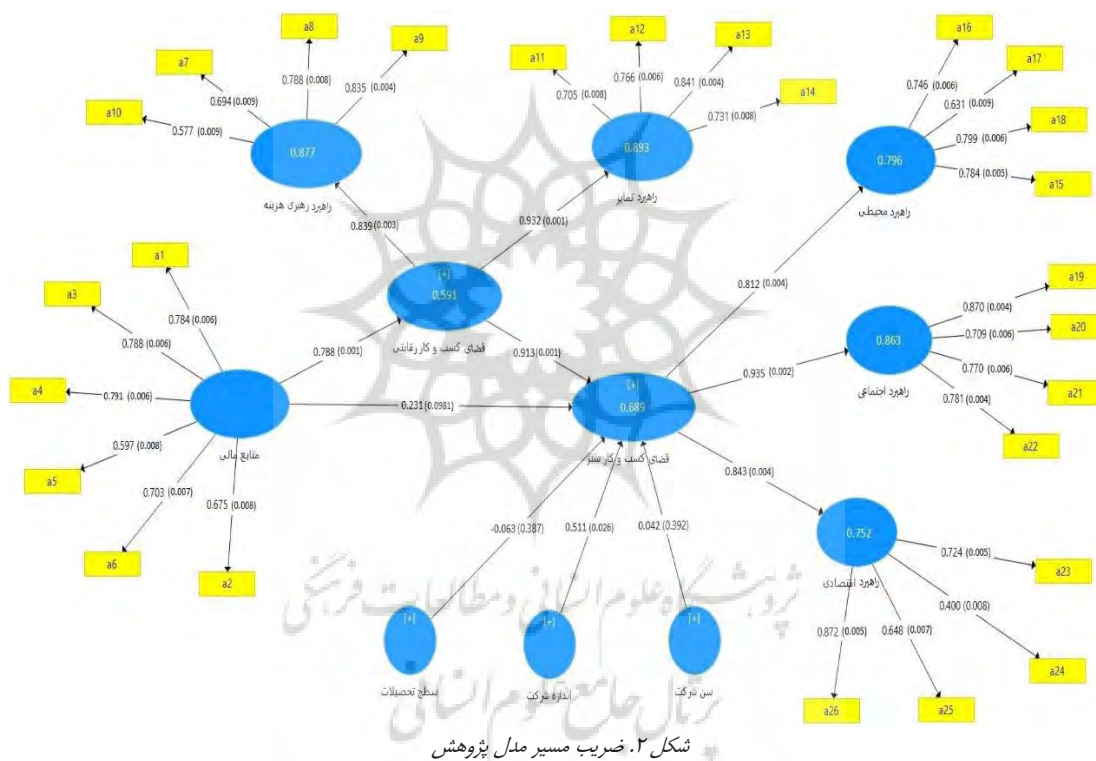 a8
a9
a7
a10
0.788 (0.008)
0.835 (0.004)
0.694 (0.009)
0.577 (0.009)
0.877
راهبرد رهبری هزینه
a12
a13
a11
a14
0.766 (0.006)
0.841 (0.004)
0.705 (0.008)
0.731 (0.008)
0.893
راهبرد تمایز
a16
a17
a18
a15
0.746 (0.006)
0.631 (0.009)
0.799 (0.006)
0.784 (0.005)
0.796
راهبرد محیطی
0.839 (0.003)
0.932 (0.001)
[+]
0.591
فضای کسب و کار رقابتی
0.812 (0.004)
a1
a3
a4
a5
a6
a2
0.784 (0.006)
0.788 (0.006)
0.791 (0.006)
0.597 (0.008)
0.703 (0.007)
0.675 (0.008)
منابع مالی
0.788 (0.001)
0.913 (0.001)
0.231 (0.0981)
[+]
0.689
فضای کسب و کار سبز
0.935 (0.002)
0.843 (0.004)
a19
a20
a21
a22
0.870 (0.004)
0.709 (0.006)
0.770 (0.006)
0.781 (0.004)
0.863
راهبرد اجتماعی
-0.063 (0.387)
0.511 (0.026)
0.042 (0.392)
0.752
راهبرد اقتصادی
0.724 (0.005)
0.400 (0.008)
0.648 (0.007)
0.872 (0.005)
a23
a24
a25
a26
[+]
[+]
[+]
سطح تحصیلات
اندازه شرکت
سن شرکت
پژوهشگاه علوم انسانی و مطالعات فرهنگی
پرتال جامع علوم انسانی
شکل ۲. ضریب مسیر مدل پژوهش